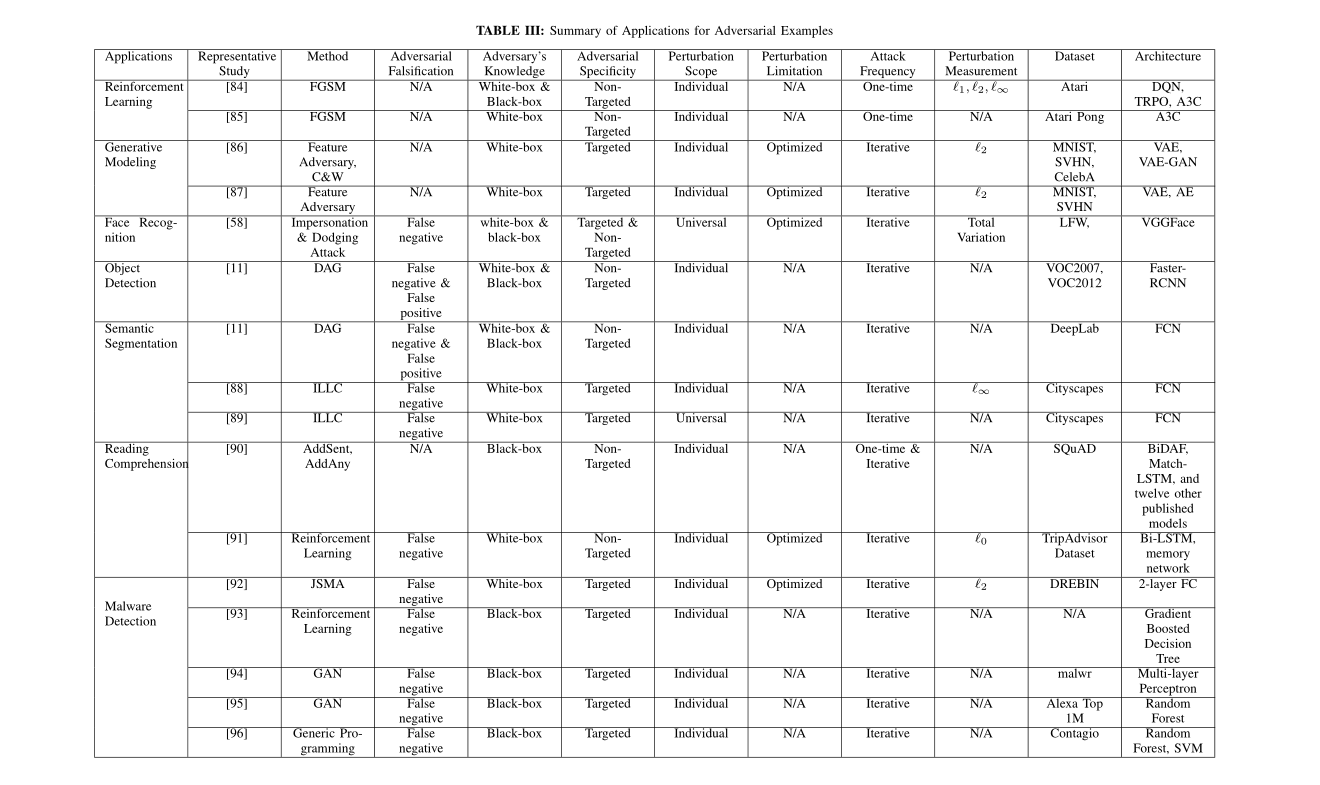 TABLE III: Summary of Applications for Adversarial Examples
Applications Representative Study Method Adversarial Falsification Adversary's Knowledge Adversarial Specificity Perturbation Scope Perturbation Limitation Attack Frequency Perturbation Measurement Dataset Architecture
Reinforcement Learning [84] FGSM N/A White-box & Black-box Non-Targeted Individual N/A One-time ℓ1, ℓ2, ℓ∞ Atari DQN, TRPO, A3C
[85] FGSM N/A White-box Non-Targeted Individual N/A One-time N/A Atari Pong A3C
Generative Modeling [86] Feature Adversary, C&W N/A White-box Targeted Individual Optimized Iterative ℓ2 MNIST, SVHN, CelebA VAE, VAE-GAN
[87] Feature Adversary N/A White-box Targeted Individual Optimized Iterative ℓ2 MNIST, SVHN VAE, AE
Face Recog-nition [58] Impersonation & Dodging Attack False negative white-box & black-box Targeted & Non-Targeted Universal Optimized Iterative Total Variation LFW, VGGFace
Object Detection [11] DAG False negative & False positive White-box & Black-box Non-Targeted Individual N/A Iterative N/A VOC2007, VOC2012 Faster-RCNN
Semantic Segmentation [11] DAG False negative & False positive White-box & Black-box Non-Targeted Individual N/A Iterative N/A DeepLab FCN
[88] ILLC False negative White-box Targeted Individual N/A Iterative ℓ∞ Cityscapes FCN
[89] ILLC False negative White-box Targeted Universal N/A Iterative N/A Cityscapes FCN
Reading Comprehension [90] AddSent, AddAny N/A Black-box Non-Targeted Individual N/A One-time & Iterative N/A SQuAD BiDAF, Match-LSTM, and twelve other published models
[91] Reinforcement Learning False negative White-box Non-Targeted Individual Optimized Iterative ℓ0 TripAdvisor Dataset Bi-LSTM, memory network
Malware Detection [92] JSMA False negative White-box Targeted Individual Optimized Iterative ℓ2 DREBIN 2-layer FC
[93] Reinforcement Learning False negative Black-box Targeted Individual N/A Iterative N/A N/A Gradient Boosted Decision Tree
[94] GAN False negative Black-box Targeted Individual N/A Iterative N/A malwr Multi-layer Perceptron
[95] GAN False negative Black-box Targeted Individual N/A Iterative N/A Alexa Top 1M Random Forest
[96] Generic Pro-gramming False negative Black-box Targeted Individual N/A Iterative N/A Contagio Random Forest, SVM